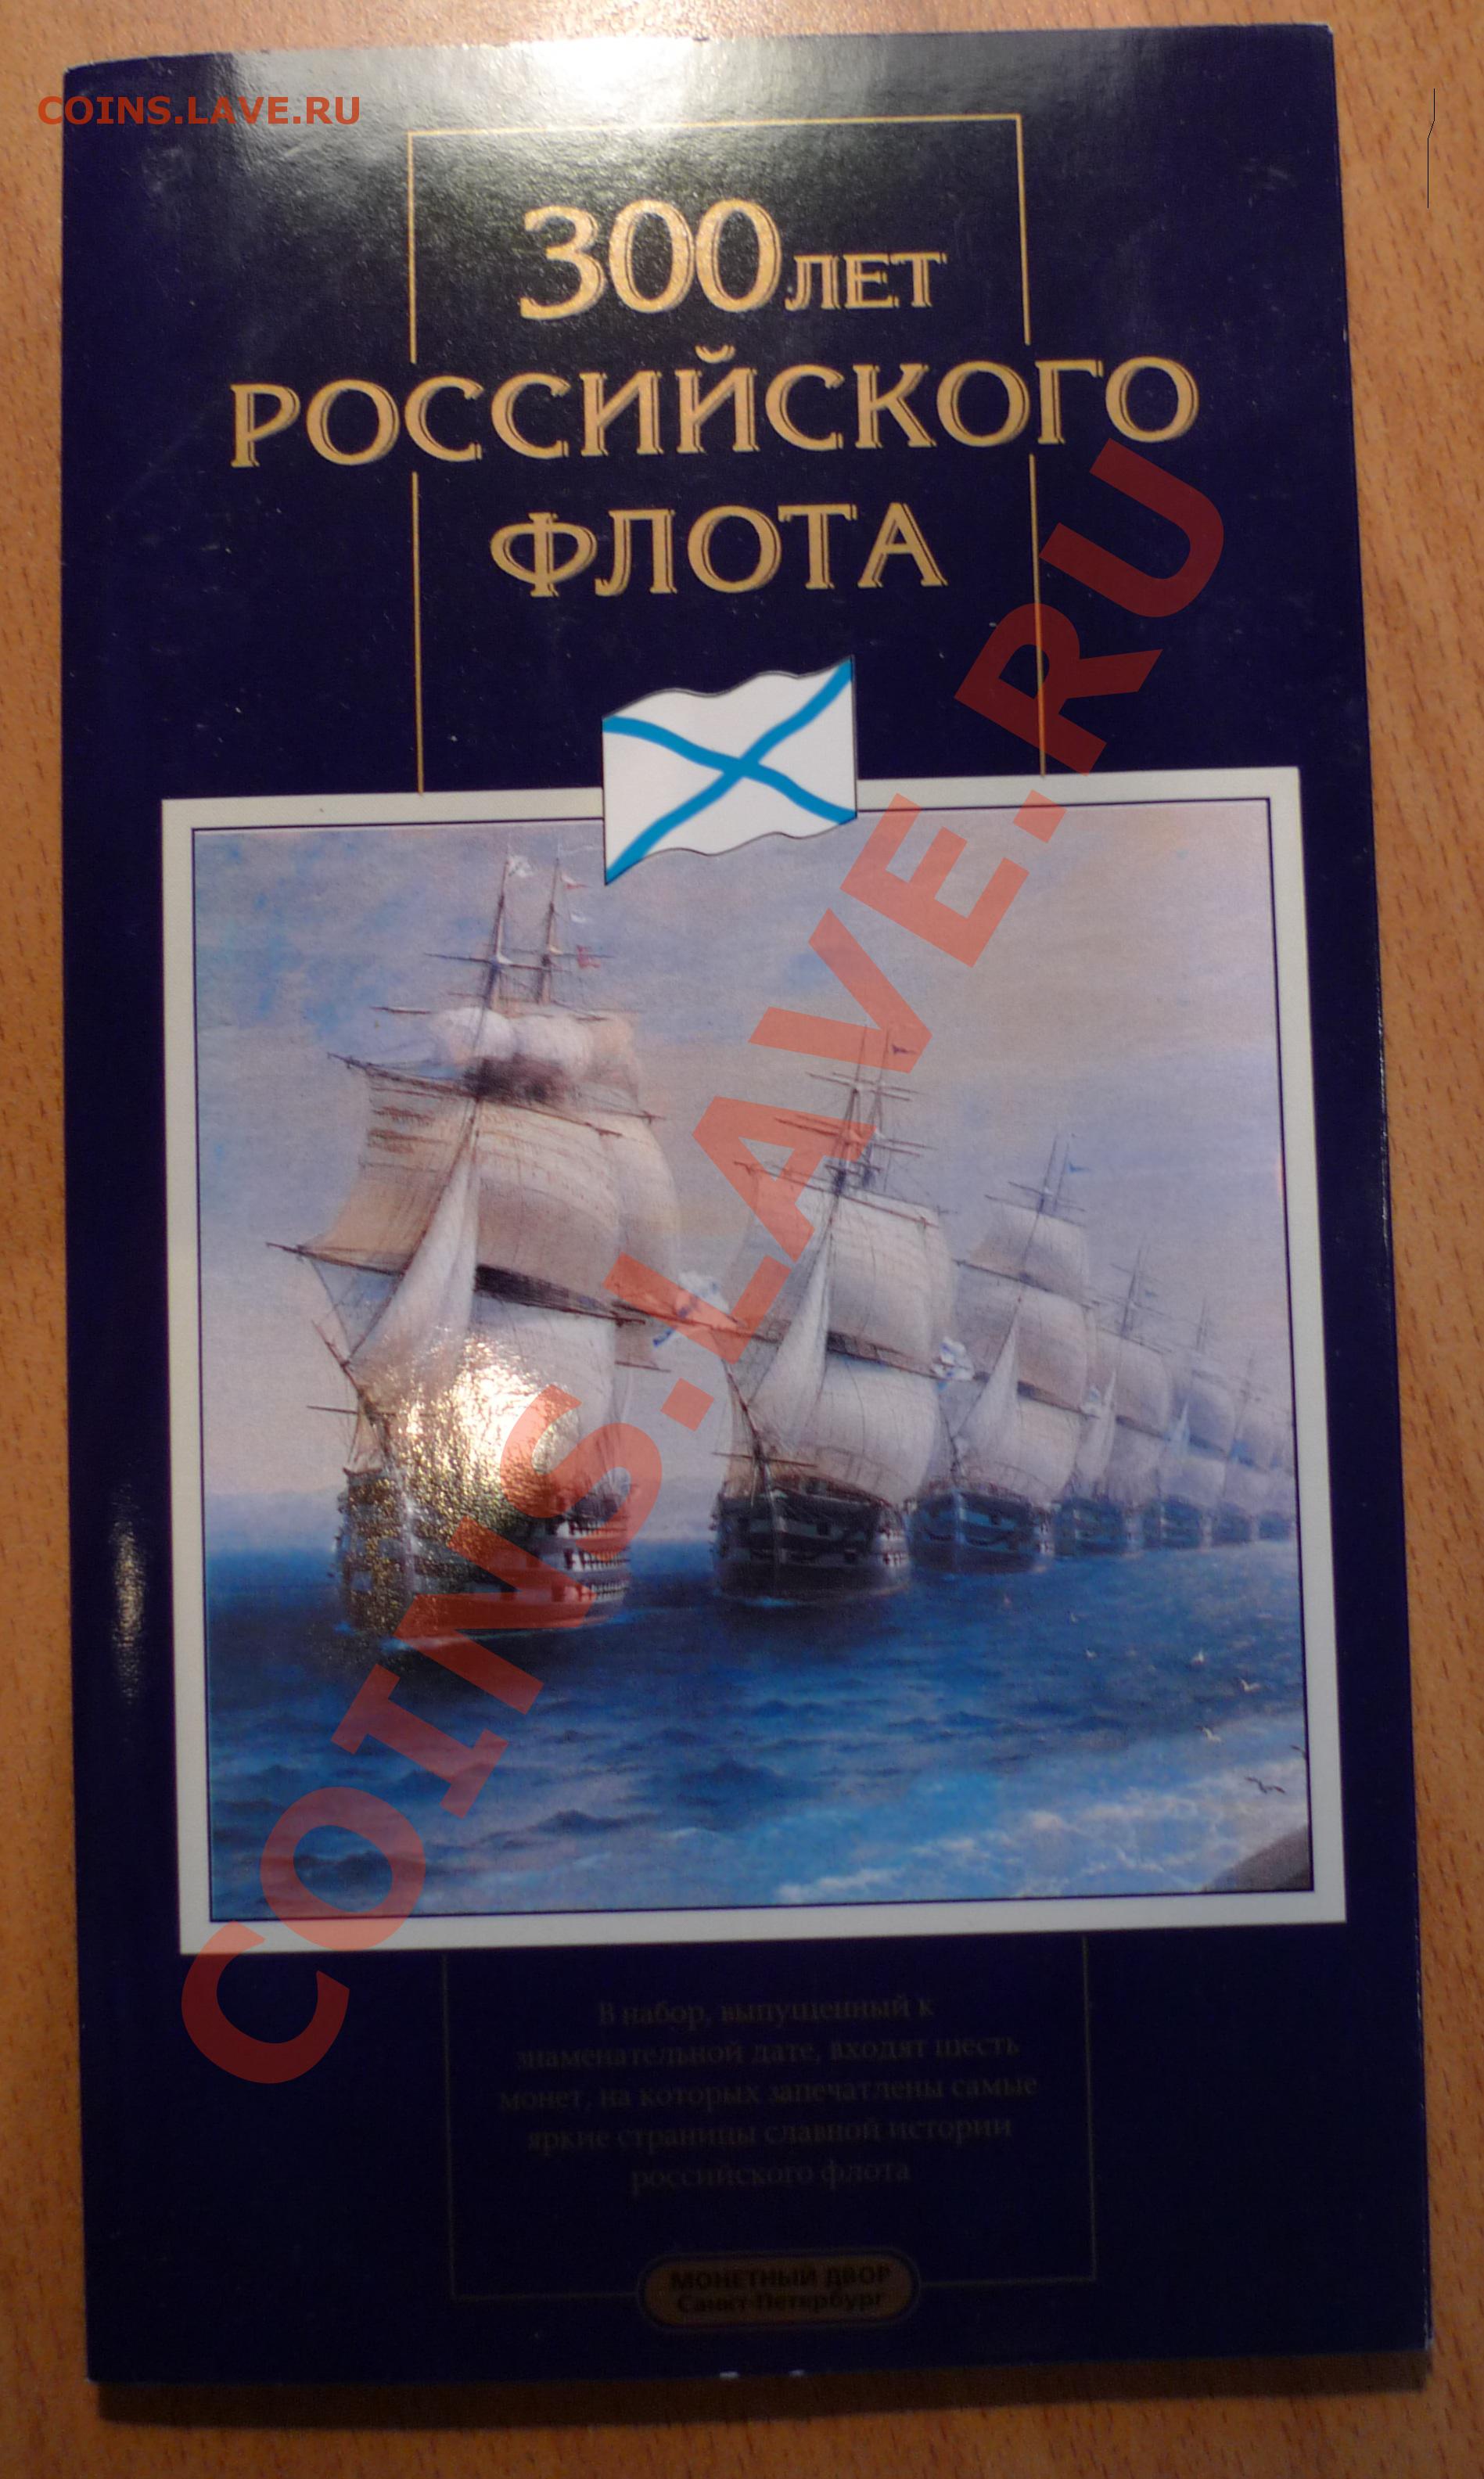 COINS.LAVE.RU
300 ЛЕТ
РОССИЙСКОГО
ФЛОТА
COINS.LAVE.RU
В набор, выпущенный к
знаменательной дате, входят шесть
монет, на которых запечатлены самые
яркие страницы славной истории
российского флота
МОНЕТНЫЙ ДВОР
Санкт-Петербург